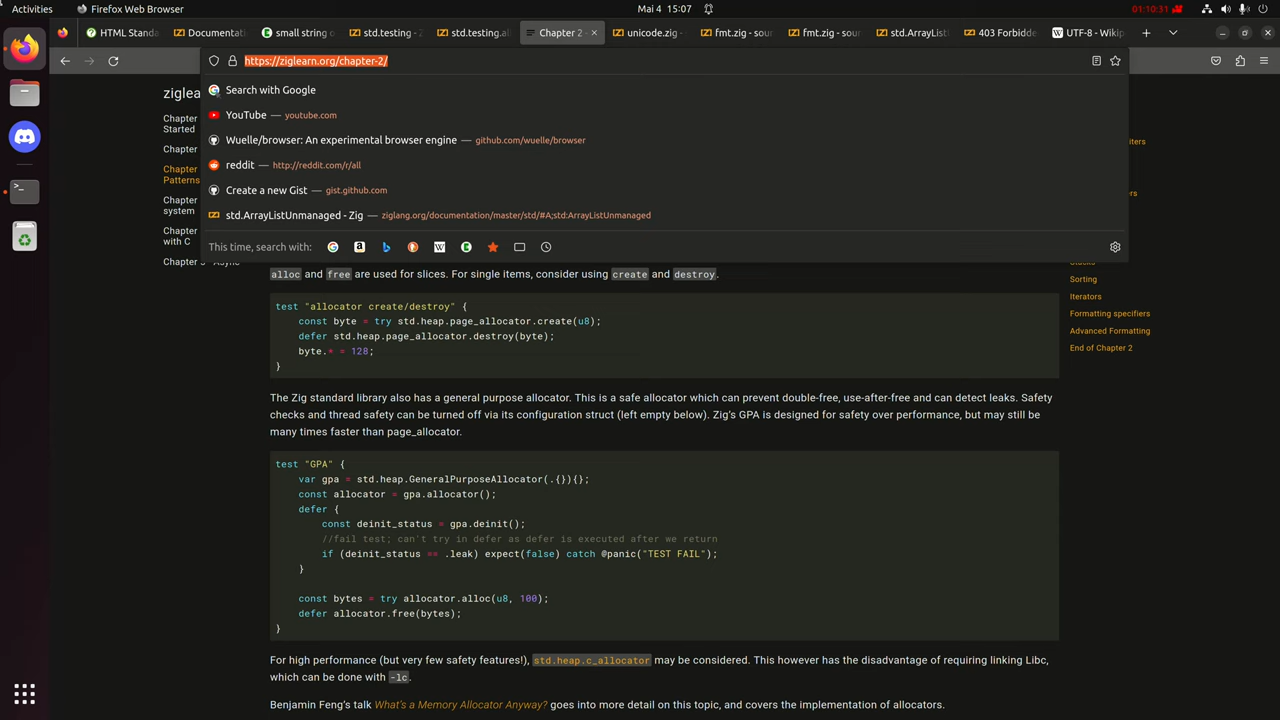 Activities
Firefox Web Browser
Mai 4 15:07
01:10:31
HTML Standa
Documentati
small string o
std.testing - Z
std.testing.al
Chapter 2 -
unicode.zig -
fmt.zig - sour
fmt.zig - sour
std.ArrayListU
403 Forbidde
UTF-8 - Wikip
https://ziglearn.org/chapter-2/
Search with Google
YouTube — youtube.com
Wuelle/browser: An experimental browser engine — github.com/wuelle/browser
reddit — http://reddit.com/r/all
Create a new Gist — gist.github.com
std.ArrayListUnmanaged - Zig — ziglang.org/documentation/master/std/#A;std:ArrayListUnmanaged
This time, search with:
ziglea
Chapter
Started
Chapter
Chapter
Patterns
Chapter
system
Chapter
with C
alloc and free are used for slices. For single items, consider using create and destroy.
test "allocator create/destroy" {
const byte = try std.heap.page_allocator.create(u8);
defer std.heap.page_allocator.destroy(byte);
byte.* = 128;
}
The Zig standard library also has a general purpose allocator. This is a safe allocator which can prevent double-free, use-after-free and can detect leaks. Safety
checks and thread safety can be turned off via its configuration struct (left empty below). Zig's GPA is designed for safety over performance, but may still be
many times faster than page_allocator.
test "GPA" {
var gpa = std.heap.GeneralPurposeAllocator(.{}){};
const allocator = gpa.allocator();
defer {
const deinit_status = gpa.deinit();
//fail test; can't try in defer as defer is executed after we return
if (deinit_status == .leak) expect(false) catch @panic("TEST FAIL");
}
const bytes = try allocator.alloc(u8, 100);
defer allocator.free(bytes);
}
For high performance (but very few safety features!), std.heap.c_allocator may be considered. This however has the disadvantage of requiring linking Libc,
which can be done with -lc.
Benjamin Feng's talk What's a Memory Allocator Anyway? goes into more detail on this topic, and covers the implementation of allocators.
Sorting
Iterators
Formatting specifiers
Advanced Formatting
End of Chapter 2